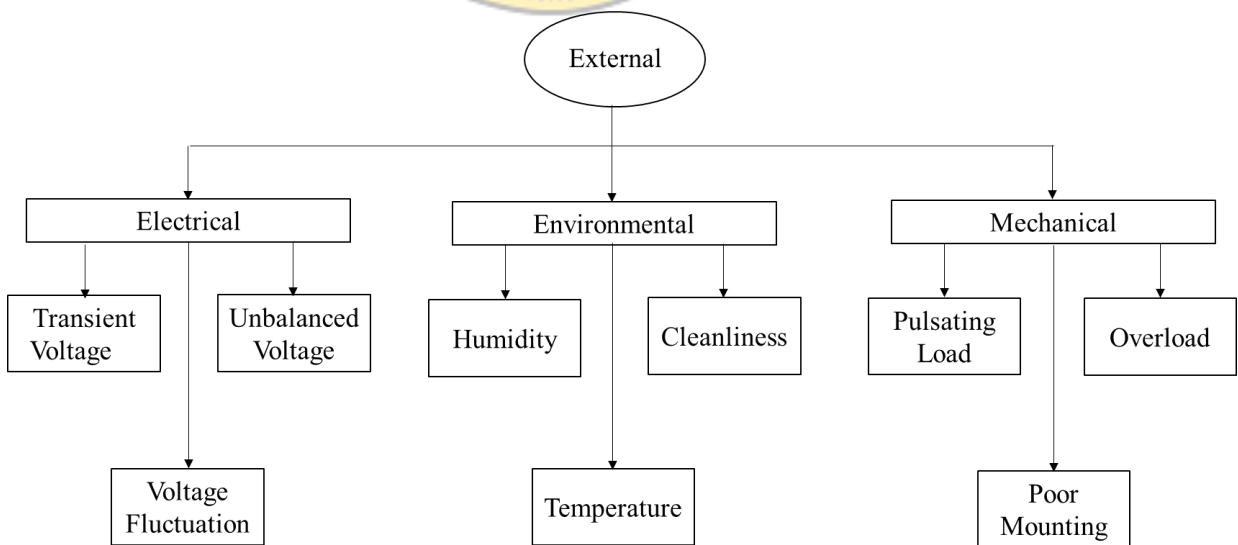 External
Electrical
Environmental
Mechanical
Transient
Voltage
Unbalanced
Voltage
Humidity
Cleanliness
Pulsating
Load
Overload
Voltage
Fluctuation
Temperature
Poor
Mounting